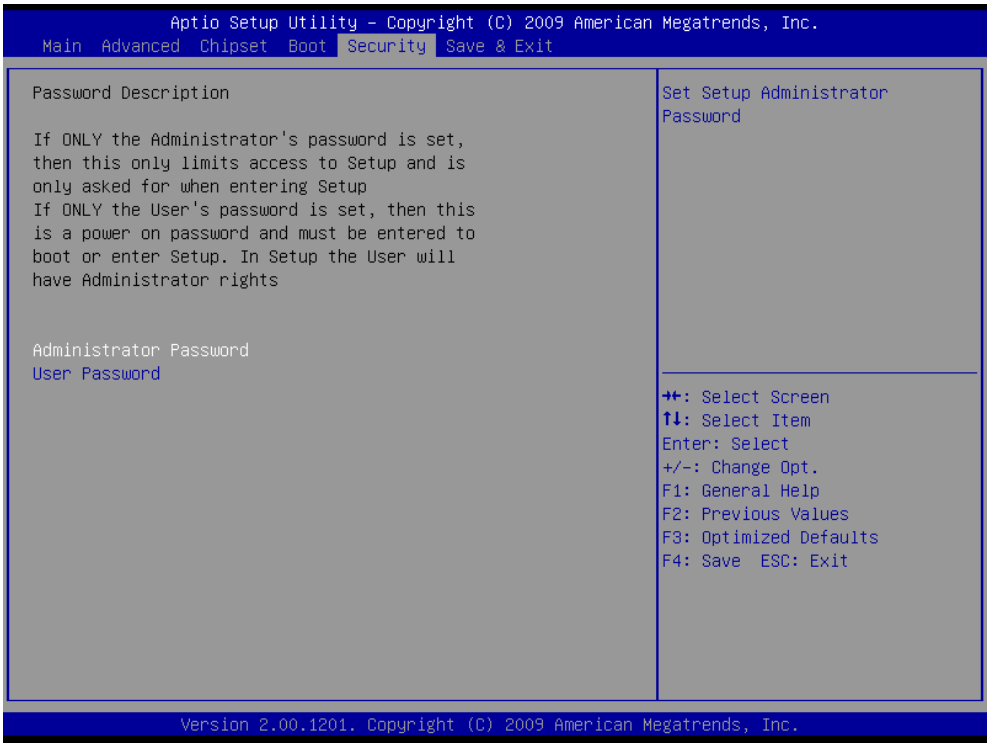 Aptio Setup Utility – Copyright (C) 2009 American Megatrends, Inc.
Main Advanced Chipset Boot Security Save & Exit
Password Description
If ONLY the Administrator's password is set,
then this only limits access to Setup and is
only asked for when entering Setup
If ONLY the User's password is set, then this
is a power on password and must be entered to
boot or enter Setup. In Setup the User will
have Administrator rights
Administrator Password
User Password
Set Setup Administrator
Password
→←: Select Screen
↑↓: Select Item
Enter: Select
+/-: Change Opt.
F1: General Help
F2: Previous Values
F3: Optimized Defaults
F4: Save ESC: Exit
Version 2.00.1201. Copyright (C) 2009 American Megatrends, Inc.